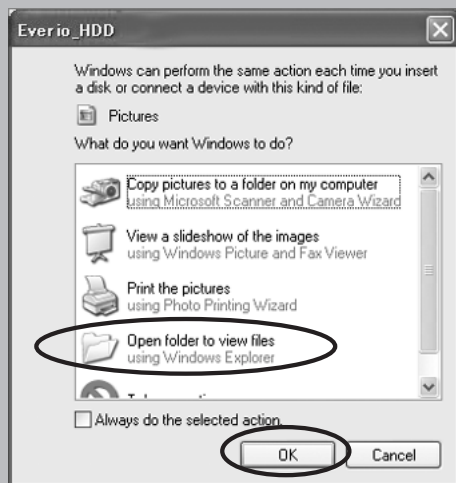 Everio_HDD
Windows can perform the same action each time you insert
a disk or connect a device with this kind of file:
Pictures
What do you want Windows to do?
Copy pictures to a folder on my computer
using Microsoft Scanner and Camera Wizard
View a slideshow of the images
using Windows Picture and Fax Viewer
Print the pictures
using Photo Printing Wizard
Open folder to view files
using Windows Explorer
Always do the selected action.
OK
Cancel